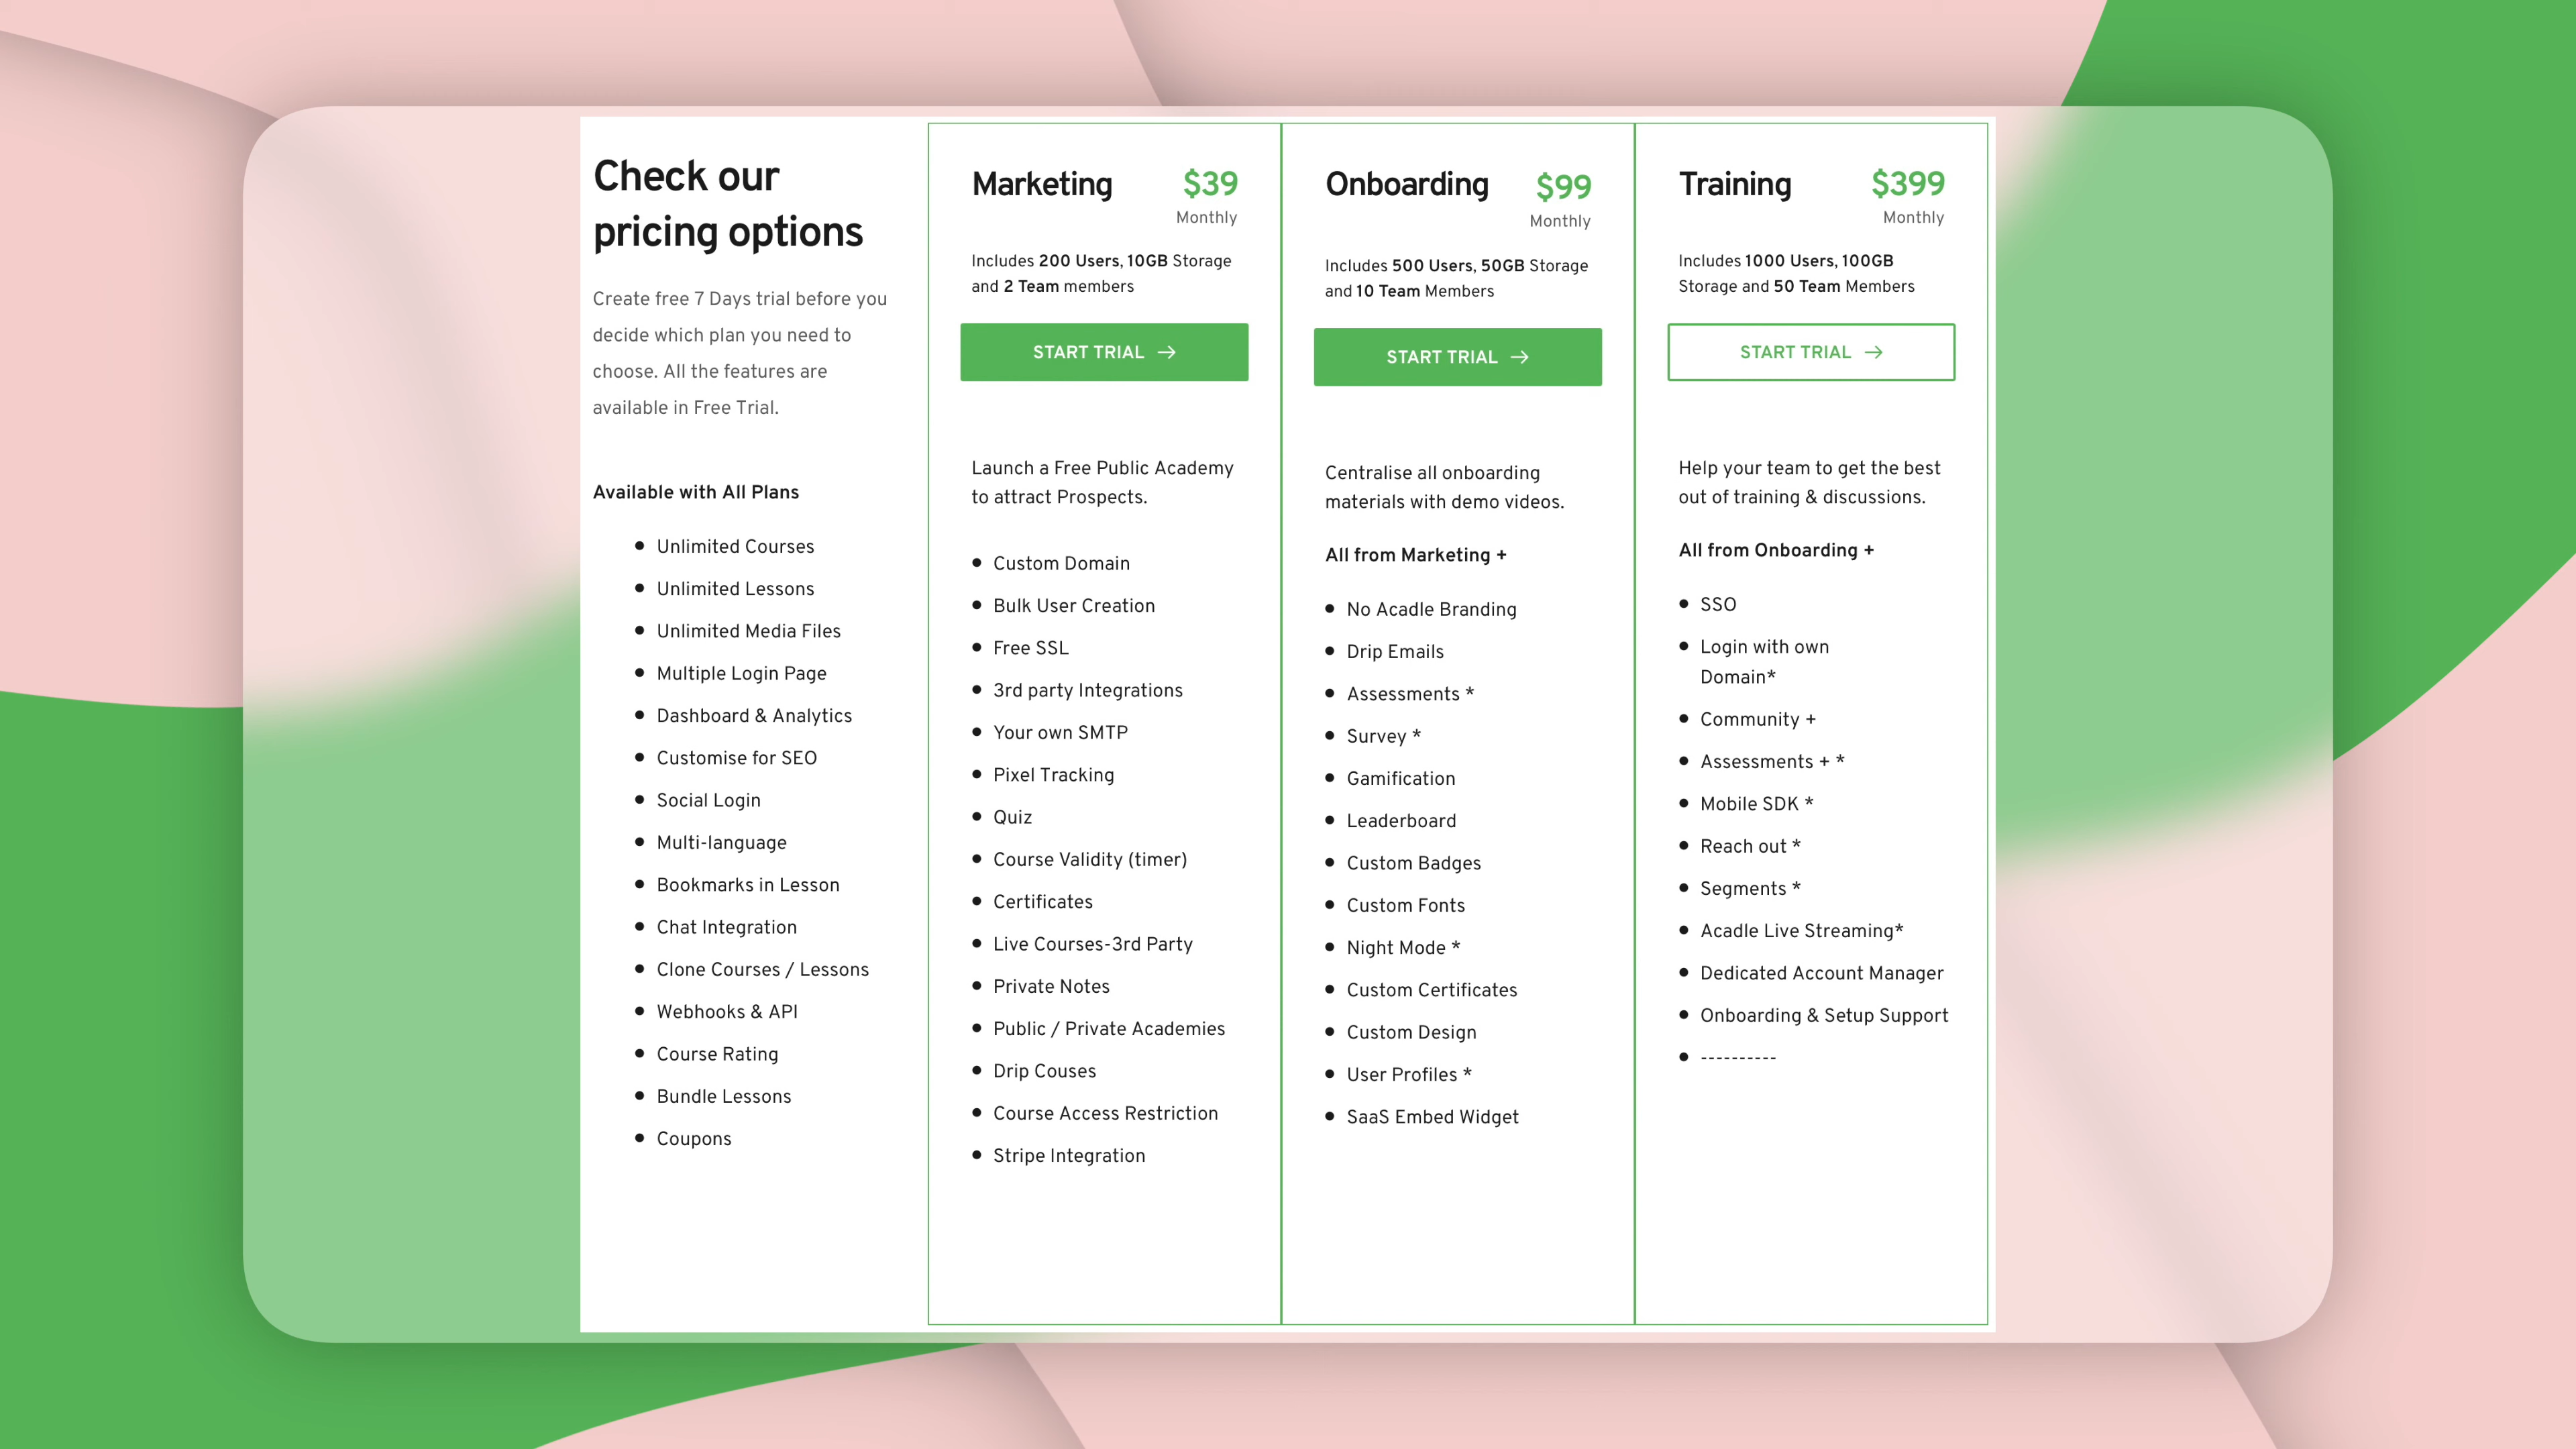 Check our
pricing options
Create free 7 Days trial before you
decide which plan you need to
choose. All the features are
available in Free Trial.
Available with All Plans
Unlimited Courses
Unlimited Lessons
Unlimited Media Files
Multiple Login Page
Dashboard & Analytics
Customise for SEO
Social Login
Multi-language
Bookmarks in Lesson
Chat Integration
Clone Courses / Lessons
Webhooks & API
Course Rating
Bundle Lessons
Coupons
Marketing
$39
Monthly
Includes 200 Users, 10GB Storage
and 2 Team members
START TRIAL →
Launch a Free Public Academy
to attract Prospects.
Custom Domain
Bulk User Creation
Free SSL
3rd party Integrations
Your own SMTP
Pixel Tracking
Quiz
Course Validity (timer)
Certificates
Live Courses-3rd Party
Private Notes
Public / Private Academies
Drip Couses
Course Access Restriction
Stripe Integration
Onboarding
$99
Monthly
Includes 500 Users, 50GB Storage
and 10 Team Members
START TRIAL →
Centralise all onboarding
materials with demo videos.
All from Marketing +
No Acadle Branding
Drip Emails
Assessments *
Survey *
Gamification
Leaderboard
Custom Badges
Custom Fonts
Night Mode *
Custom Certificates
Custom Design
User Profiles *
SaaS Embed Widget
Training
$399
Monthly
Includes 1000 Users, 100GB
Storage and 50 Team Members
START TRIAL →
Help your team to get the best
out of training & discussions.
All from Onboarding +
SSO
Login with own
Domain*
Community +
Assessments + *
Mobile SDK *
Reach out *
Segments *
Acadle Live Streaming*
Dedicated Account Manager
Onboarding & Setup Support
----------